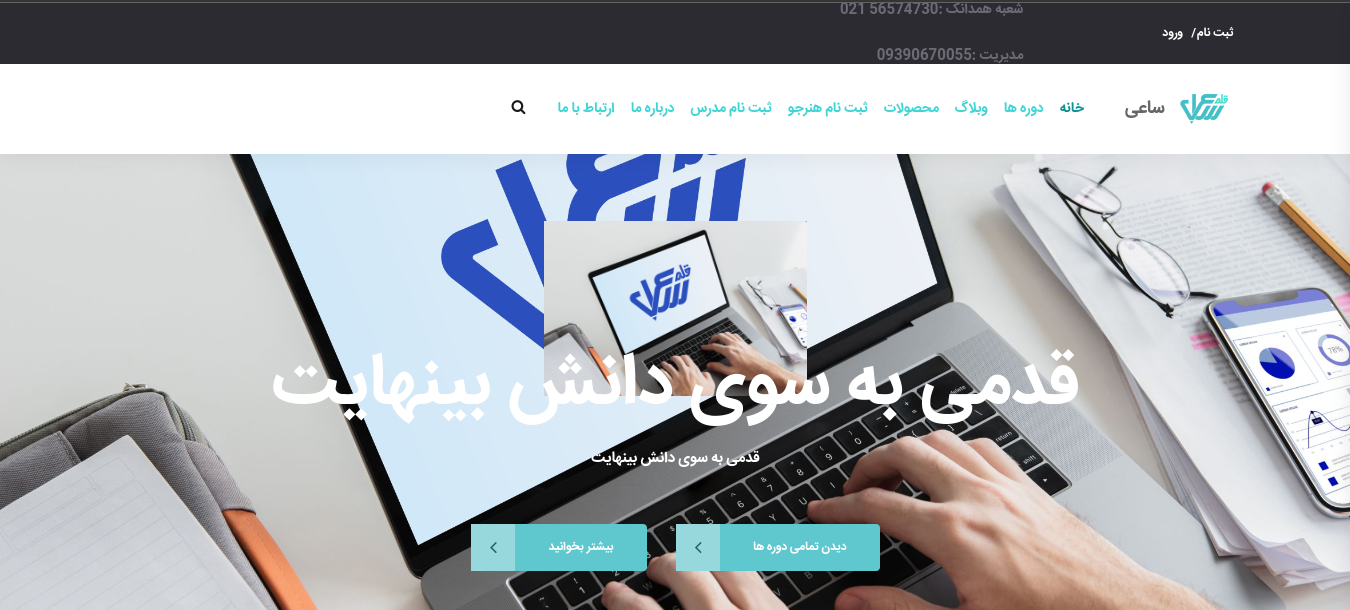 شعبه همدانک :56574730 021
ثبت نام/ ورود
مدیریت :09390670055
قلم سعی
ساعی
خانه دوره ها وبلاگ محصولات ثبت نام هنرجو ثبت نام مدرس درباره ما ارتباط با ما
78%
قدمی به سوی دانش بینهایت
قدمی به سوی دانش بینهایت
دیدن تمامی دوره ها
بیشتر بخوانید